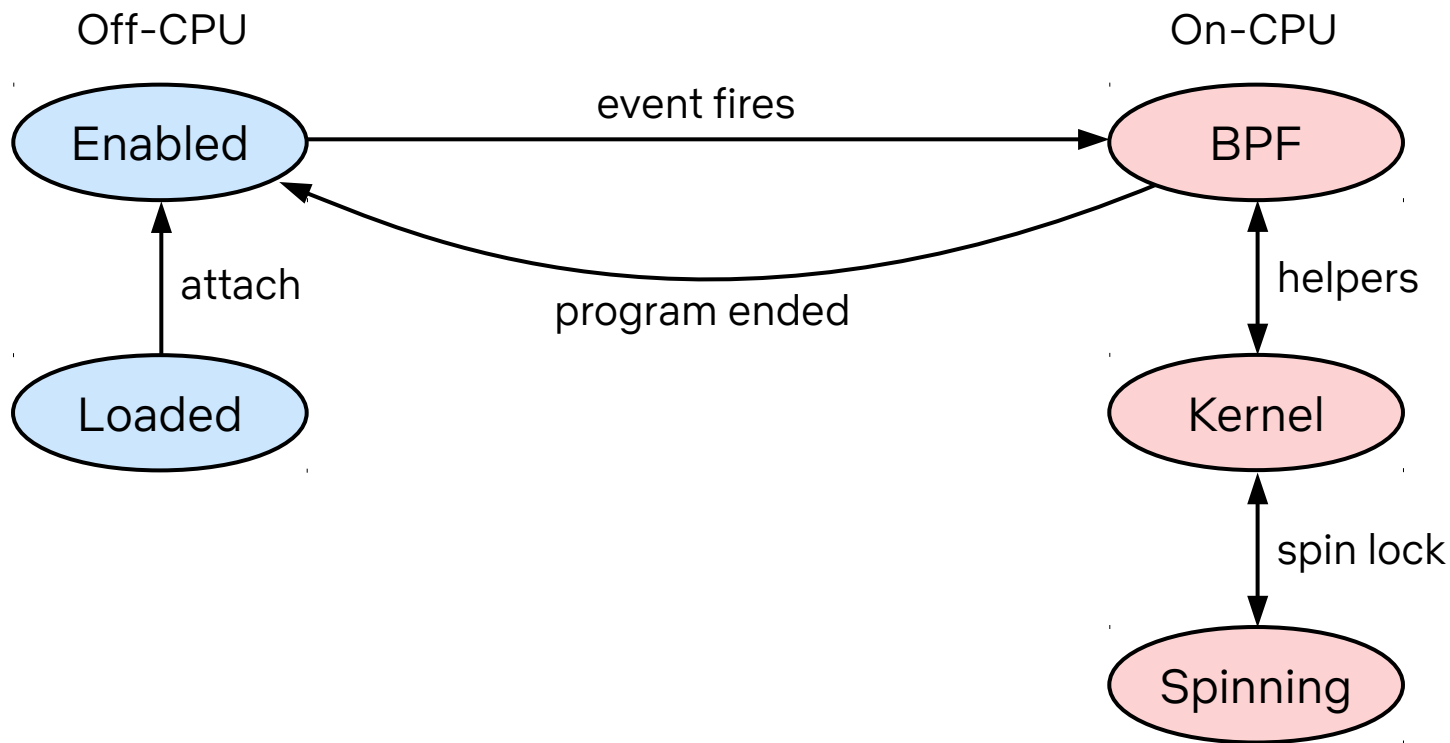 Off-CPU
On-CPU
Enabled
event fires
BPF
attach
program ended
helpers
Loaded
Kernel
spin lock
Spinning